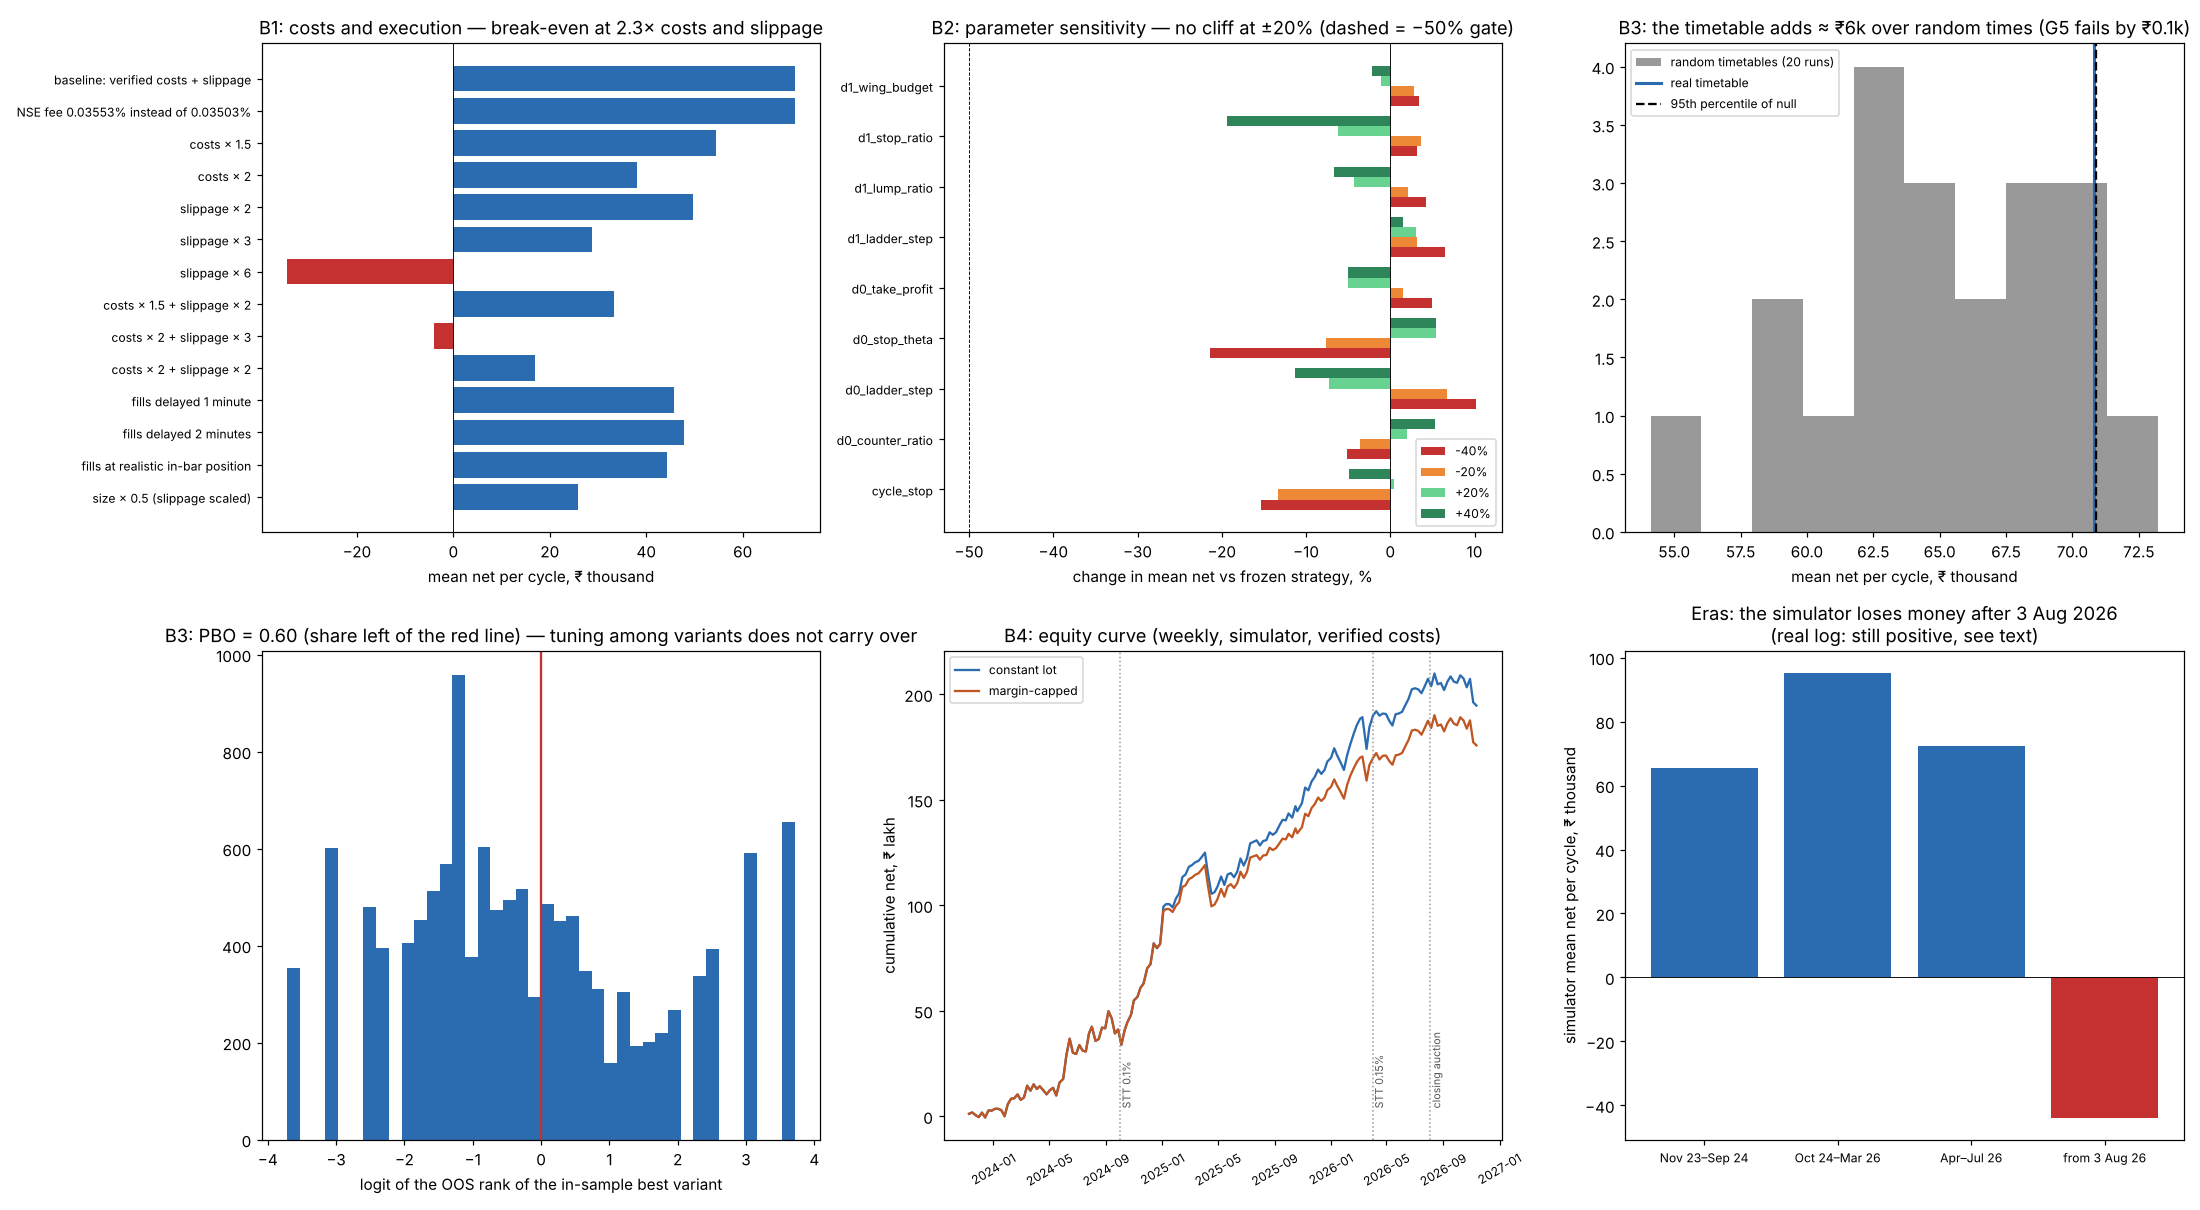 B1: costs and execution — break-even at 2.3× costs and slippage
baseline: verified costs + slippage
NSE fee 0.03553% instead of 0.03503%
costs × 1.5
costs × 2
slippage × 2
slippage × 3
slippage × 6
costs × 1.5 + slippage × 2
costs × 2 + slippage × 3
costs × 2 + slippage × 2
fills delayed 1 minute
fills delayed 2 minutes
fills at realistic in-bar position
size × 0.5 (slippage scaled)
−20 0 20 40 60
mean net per cycle, ₹ thousand
B2: parameter sensitivity — no cliff at ±20% (dashed = −50% gate)
d1_wing_budget
d1_stop_ratio
d1_lump_ratio
d1_ladder_step
d0_take_profit
d0_stop_theta
d0_ladder_step
d0_counter_ratio
cycle_stop
-40%
-20%
+20%
+40%
−50 −40 −30 −20 −10 0 10
change in mean net vs frozen strategy, %
B3: the timetable adds ≈ ₹6k over random times (G5 fails by ₹0.1k)
random timetables (20 runs)
real timetable
95th percentile of null
4.0
3.5
3.0
2.5
2.0
1.5
1.0
0.5
0.0
55.0 57.5 60.0 62.5 65.0 67.5 70.0 72.5
mean net per cycle, ₹ thousand
B3: PBO = 0.60 (share left of the red line) — tuning among variants does not carry over
1000
800
600
400
200
0
−4 −3 −2 −1 0 1 2 3 4
logit of the OOS rank of the in-sample best variant
B4: equity curve (weekly, simulator, verified costs)
constant lot
margin-capped
cumulative net, ₹ lakh
200
150
100
50
0
STT 0.1%
STT 0.15%
closing auction
2024-01 2024-05 2024-09 2025-01 2025-05 2025-09 2026-01 2026-05 2026-09 2027-01
Eras: the simulator loses money after 3 Aug 2026
(real log: still positive, see text)
simulator mean net per cycle, ₹ thousand
100
80
60
40
20
0
−20
−40
Nov 23–Sep 24 Oct 24–Mar 26 Apr–Jul 26 from 3 Aug 26